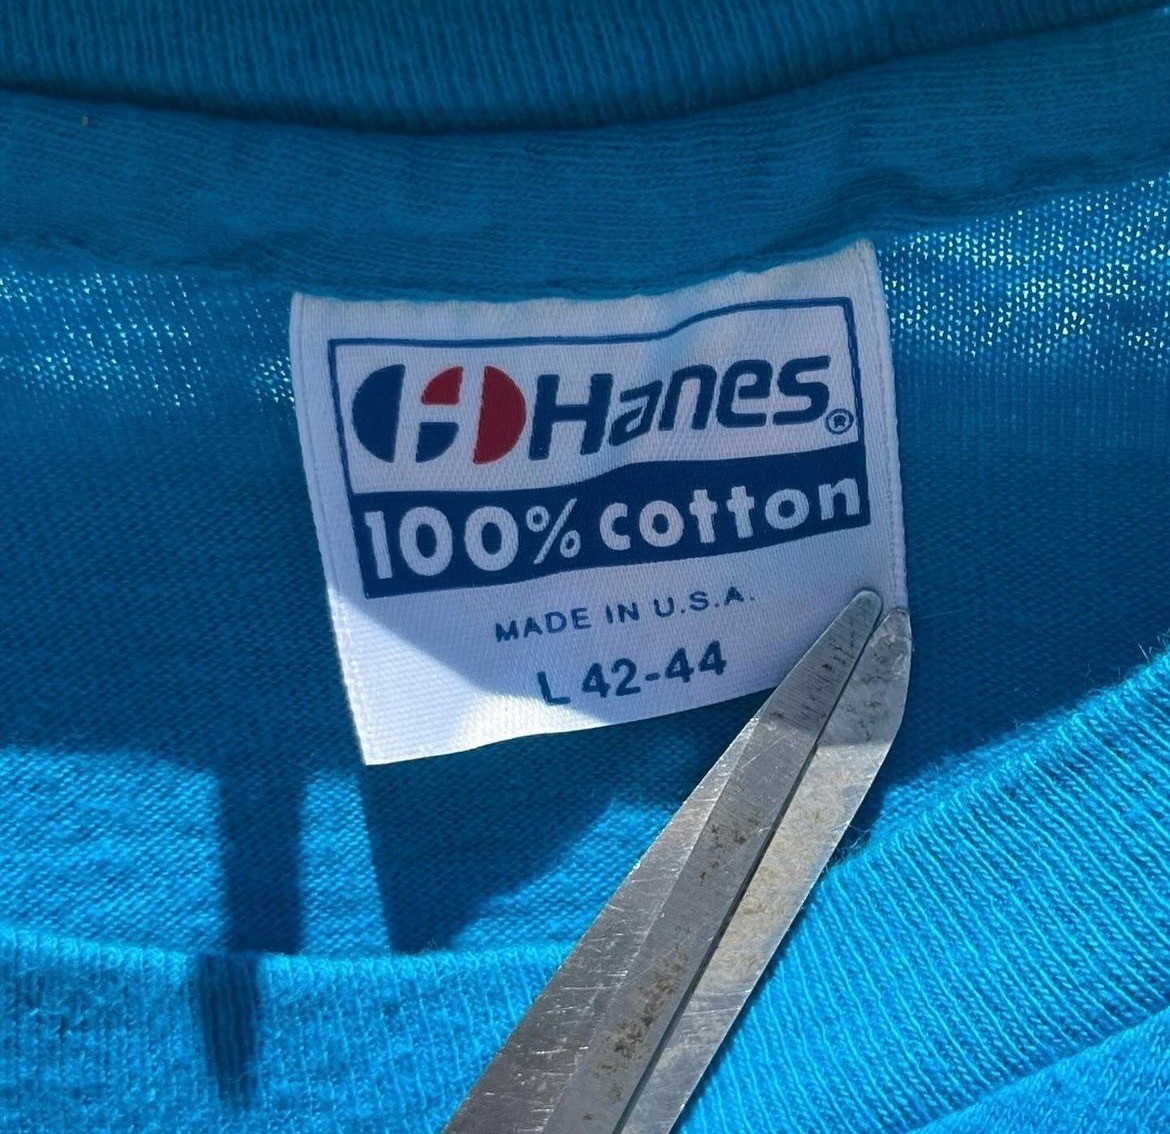 Hanes®
100% cotton
MADE IN U.S.A.
L 42-44